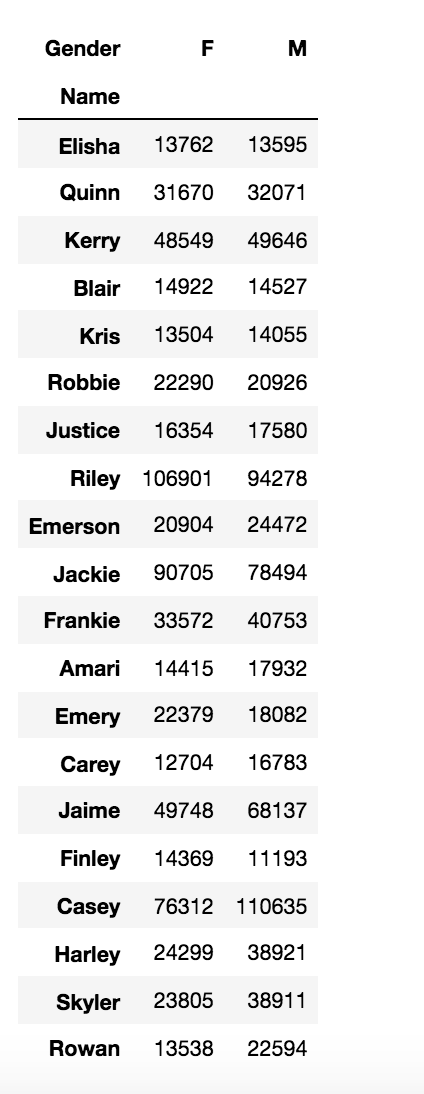 Gender F M
Name
Elisha 13762 13595
Quinn 31670 32071
Kerry 48549 49646
Blair 14922 14527
Kris 13504 14055
Robbie 22290 20926
Justice 16354 17580
Riley 106901 94278
Emerson 20904 24472
Jackie 90705 78494
Frankie 33572 40753
Amari 14415 17932
Emery 22379 18082
Carey 12704 16783
Jaime 49748 68137
Finley 14369 11193
Casey 76312 110635
Harley 24299 38921
Skyler 23805 38911
Rowan 13538 22594